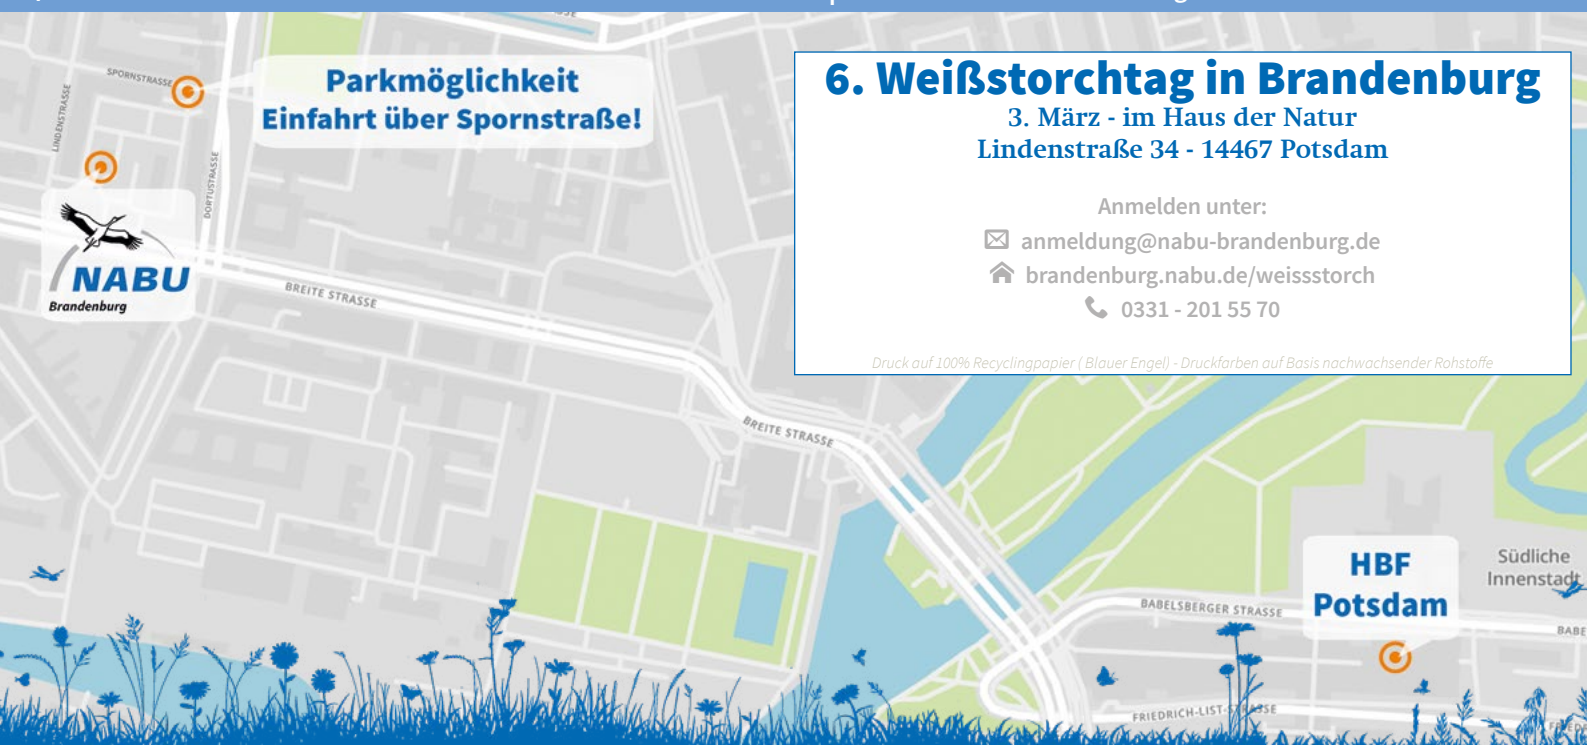 SPORNSTRASSE
LINDENSTRASSE
DORTUSTRASSE
Parkmöglichkeit
Einfahrt über Spornstraße!
NABU
Brandenburg
BREITE STRASSE
6. Weißstorchtag in Brandenburg
3. März - im Haus der Natur
Lindenstraße 34 - 14467 Potsdam
Anmelden unter:
anmeldung@nabu-brandenburg.de
brandenburg.nabu.de/weissstorch
0331 - 201 55 70
Druck auf 100% Recyclingpapier ( Blauer Engel) - Druckfarben auf Basis nachwachsender Rohstoffe
BREITE STRASSE
HBF
Potsdam
Südliche
Innenstadt
BABELSBERGER STRASSE
BABE
FRIEDRICH-LIST-STRASSE